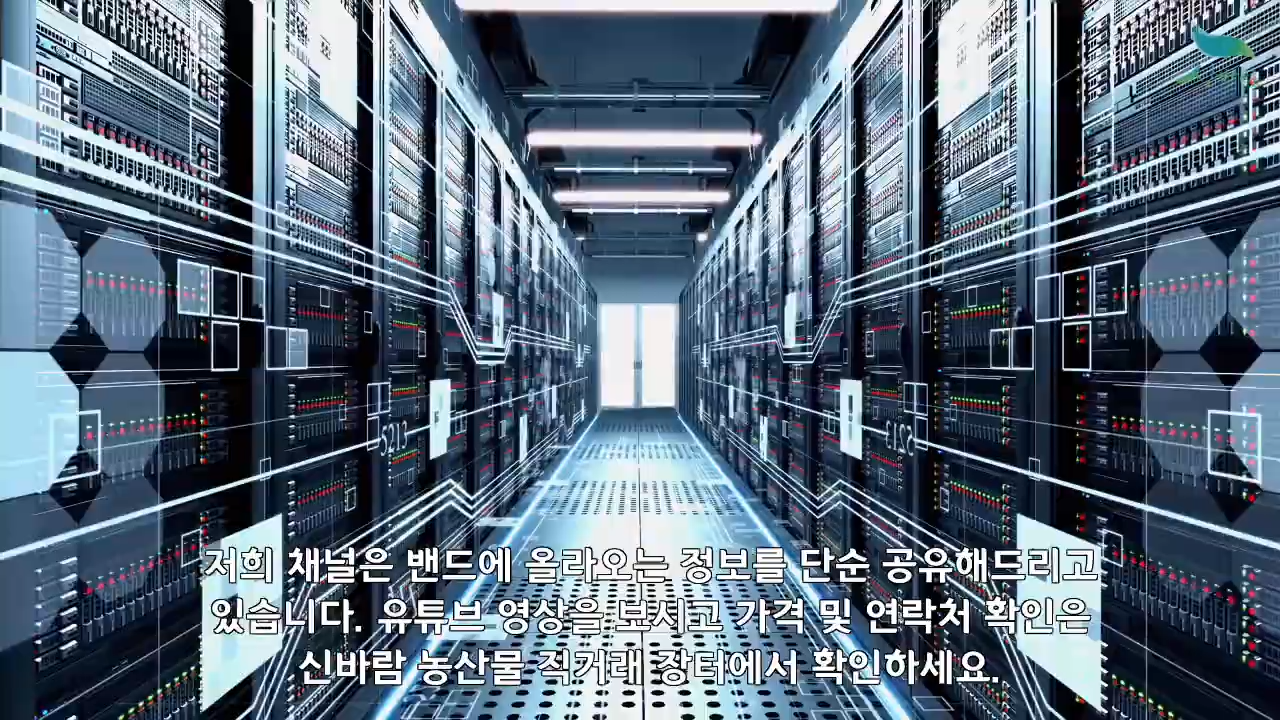 저희 채널은 밴드에 올라오는 정보를 단순 공유해드리고
있습니다. 유튜브 영상을 보시고 가격 및 연락처 확인은
신바람 농산물 직거래 장터에서 확인하세요.